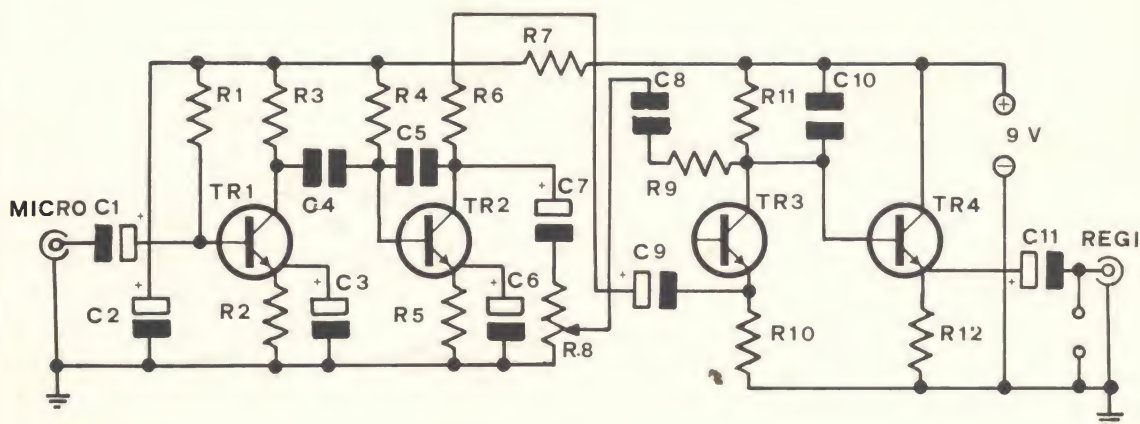 R7
C8
C10
R1
R3
R4
R6
R11
+
9 V
−
C5
C4
R9
C7
+
TR1
TR2
TR3
TR4
MICRO C1
+
C9
+
C11
+
REGI
C2
+
C3
+
C6
+
R2
R5
R8
R10
R12